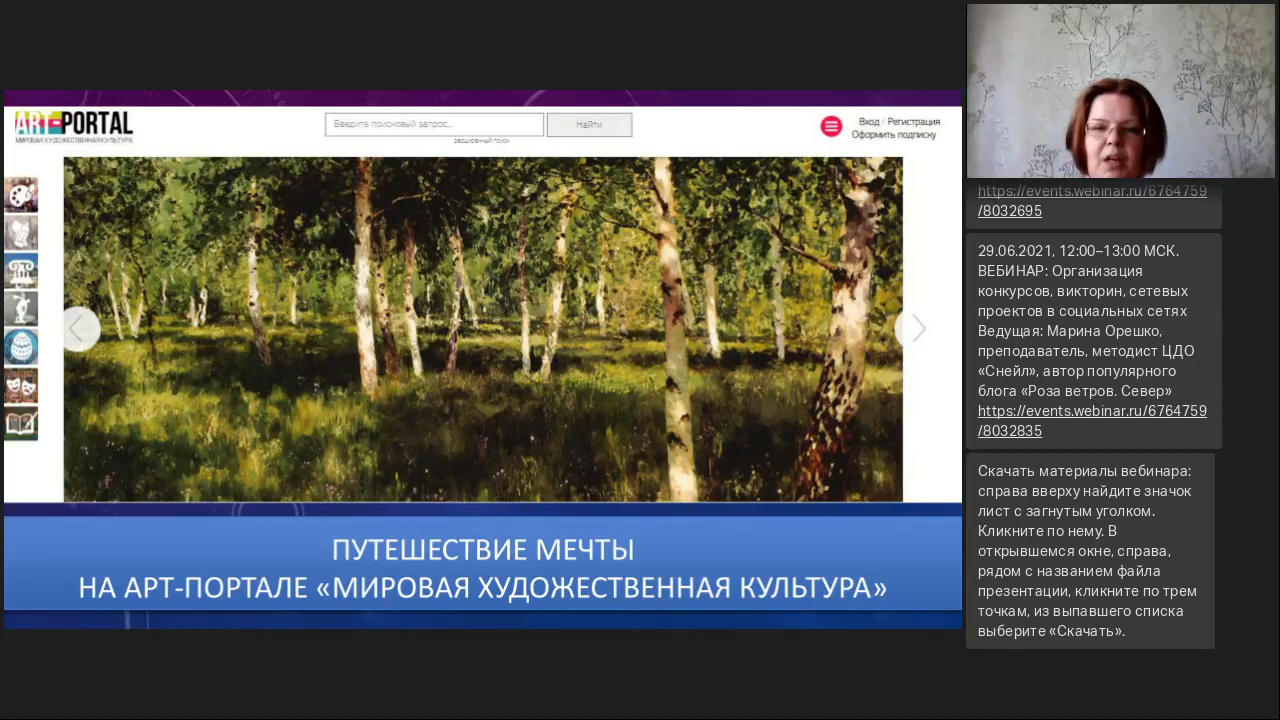 ART-PORTAL
МИРОВАЯ ХУДОЖЕСТВЕННАЯ КУЛЬТУРА
Введите поисковый запрос...
Найти
расширенный поиск
Вход / Регистрация
Оформить подписку
ПУТЕШЕСТВИЕ МЕЧТЫ
НА АРТ-ПОРТАЛЕ «МИРОВАЯ ХУДОЖЕСТВЕННАЯ КУЛЬТУРА»
https://events.webinar.ru/6764759
/8032695
29.06.2021, 12:00–13:00 МСК.
ВЕБИНАР: Организация
конкурсов, викторин, сетевых
проектов в социальных сетях
Ведущая: Марина Орешко,
преподаватель, методист ЦДО
«Снейл», автор популярного
блога «Роза ветров. Север»
https://events.webinar.ru/6764759
/8032835
Скачать материалы вебинара:
справа вверху найдите значок
лист с загнутым уголком.
Кликните по нему. В
открывшемся окне, справа,
рядом с названием файла
презентации, кликните по трем
точкам, из выпавшего списка
выберите «Скачать».